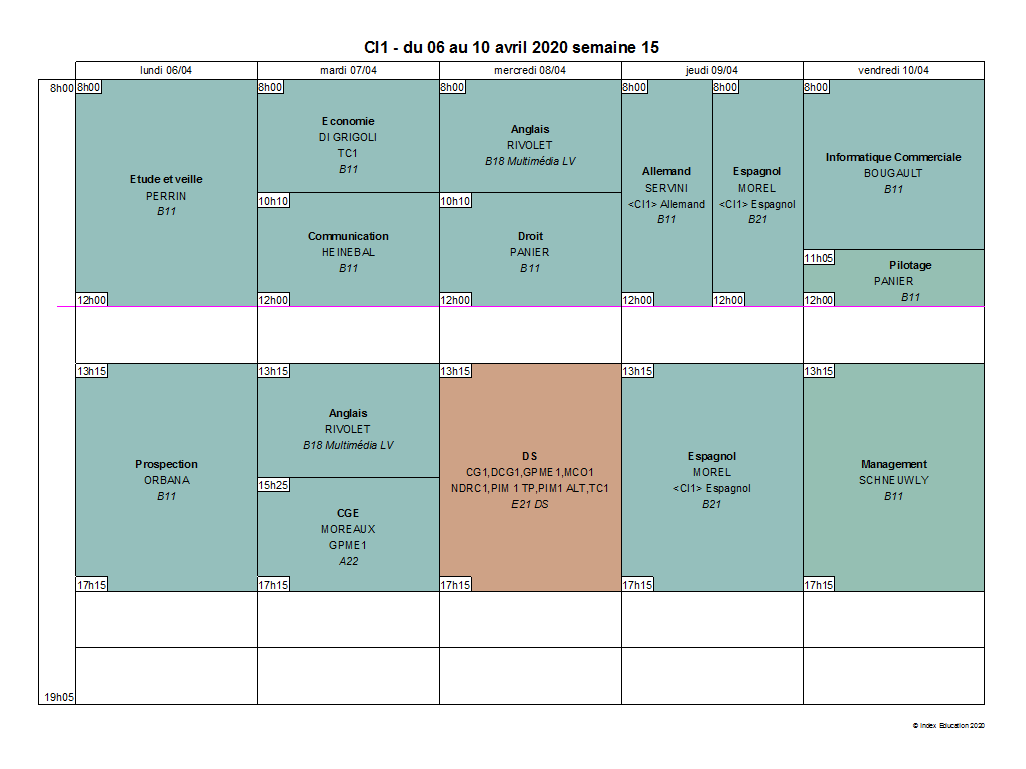 CI1 - du 06 au 10 avril 2020 semaine 15
lundi 06/04
mardi 07/04
mercredi 08/04
jeudi 09/04
vendredi 10/04
8h00
8h00
Etude et veille
PERRIN
B11
12h00
13h15
Prospection
ORBANA
B11
17h15
8h00
Economie
DI GRIGOLI
TC1
B11
10h10
Communication
HEINEBAL
B11
12h00
13h15
Anglais
RIVOLET
B18 Multimédia LV
15h25
CGE
MOREAUX
GPME1
A22
17h15
8h00
Anglais
RIVOLET
B18 Multimédia LV
10h10
Droit
PANIER
B11
12h00
13h15
DS
CG1,DCG1,GPME1,MCO1
NDRC1,PIM 1 TP,PIM1 ALT,TC1
E21 DS
17h15
8h00
Allemand
SERVINI
<CI1> Allemand
B11
12h00
8h00
Espagnol
MOREL
<CI1> Espagnol
B21
12h00
13h15
Espagnol
MOREL
<CI1> Espagnol
B21
17h15
8h00
Informatique Commerciale
BOUGAULT
B11
11h05
Pilotage
PANIER
B11
12h00
13h15
Management
SCHNEUWLY
B11
17h15
19h05
© Index Education 2020